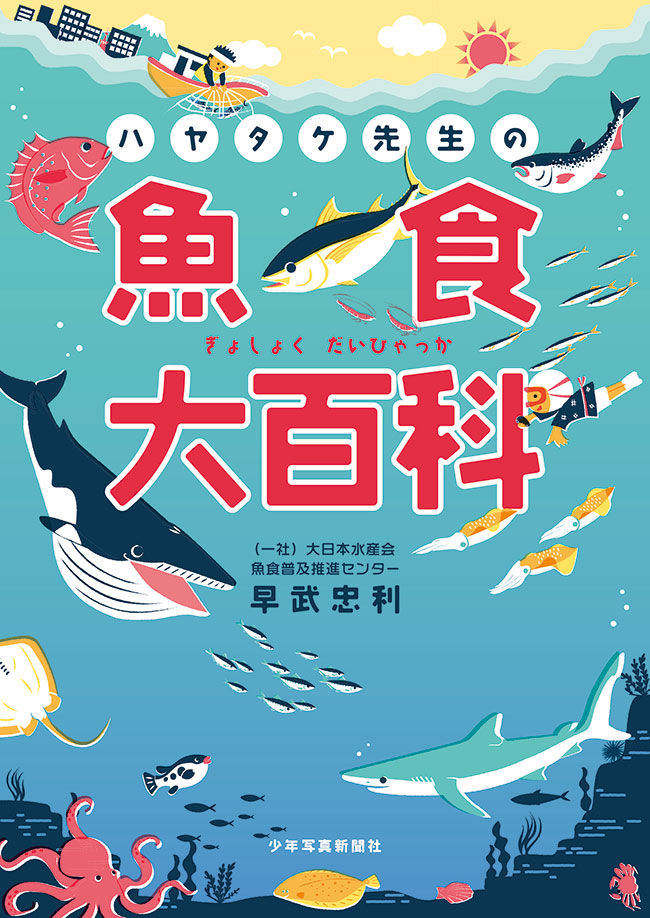 ハヤタケ先生の
魚食
ぎょしょく だいひゃっか
大百科
(一社)大日本水産会
魚食普及推進センター
早武忠利
少年写真新聞社